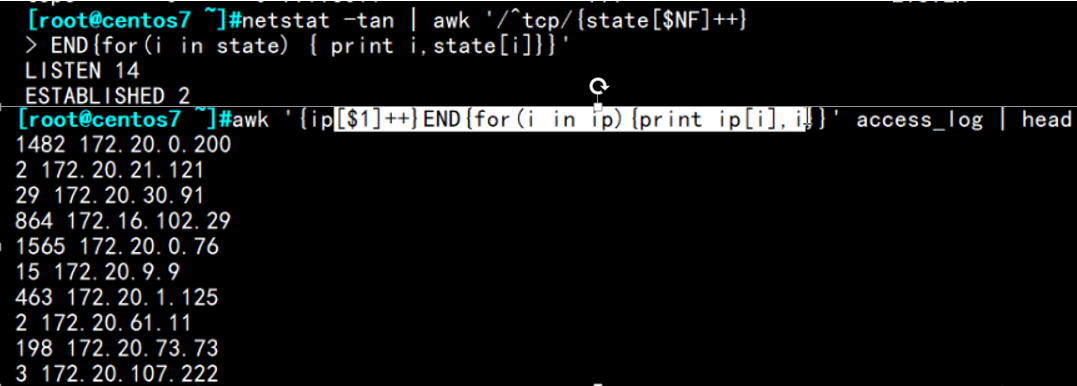 [root@centos7 ~]#netstat -tan | awk '/^tcp/{state[$NF]++}
> END{for(i in state) { print i,state[i]}}'
LISTEN 14
ESTABLISHED 2
[root@centos7 ~]#awk '{ip[$1]++}END{for(i in ip){print ip[i],i}}' access_log | head
1482 172.20.0.200
2 172.20.21.121
29 172.20.30.91
864 172.16.102.29
1565 172.20.0.76
15 172.20.9.9
463 172.20.1.125
2 172.20.61.11
198 172.20.73.73
3 172.20.107.222